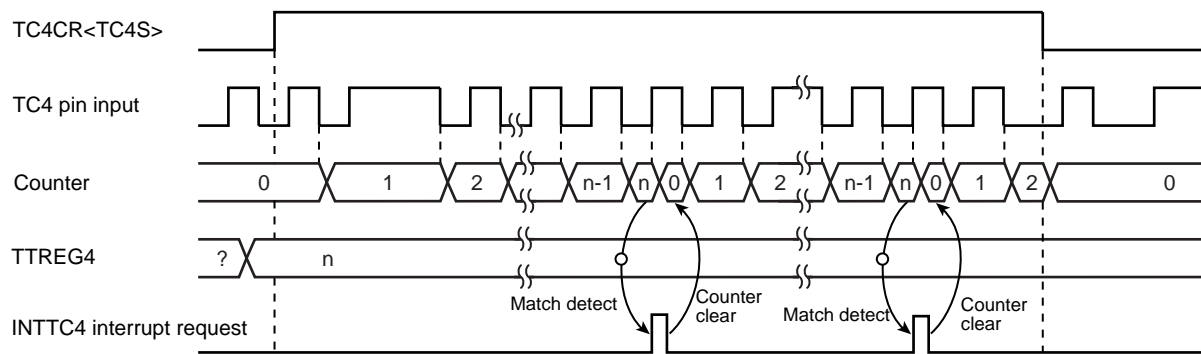 TC4CR<TC4S>
TC4 pin input
Counter
0 1 2 n-1 n 0 1 2 n-1 n 0 1 2 0
TTREG4
? n
Match detect
Counter
clear
Match detect
Counter
clear
INTTC4 interrupt request